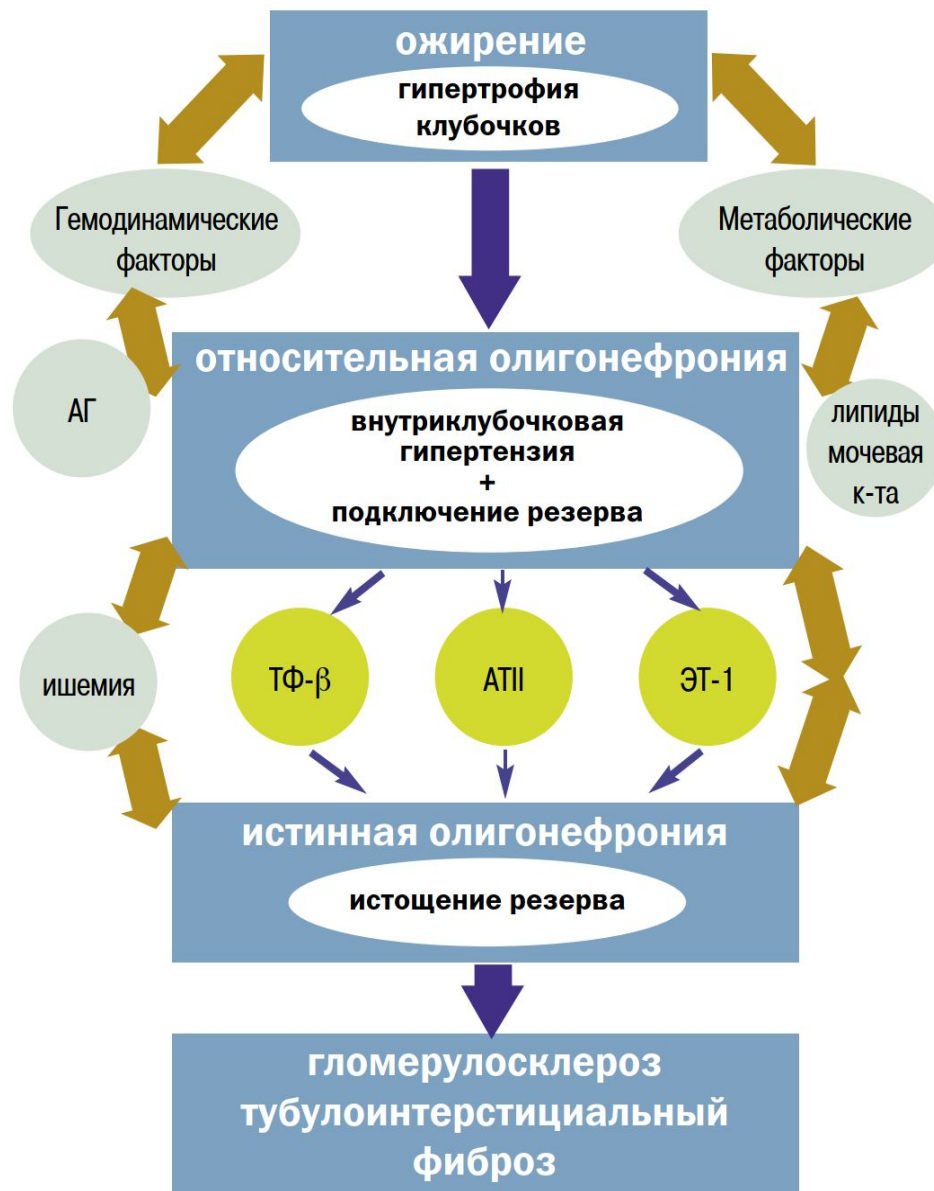 ожирение
гипертрофия
клубочков
Гемодинамические
факторы
Метаболические
факторы
относительная олигонефрония
АГ
внутриклубочковая
гипертензия
+
подключение резерва
липиды
мочевая
к-та
ишемия
ТФ-β
АТII
ЭТ-1
истинная олигонефрония
истощение резерва
гломерулосклероз
тубулоинтерстициальный
фиброз